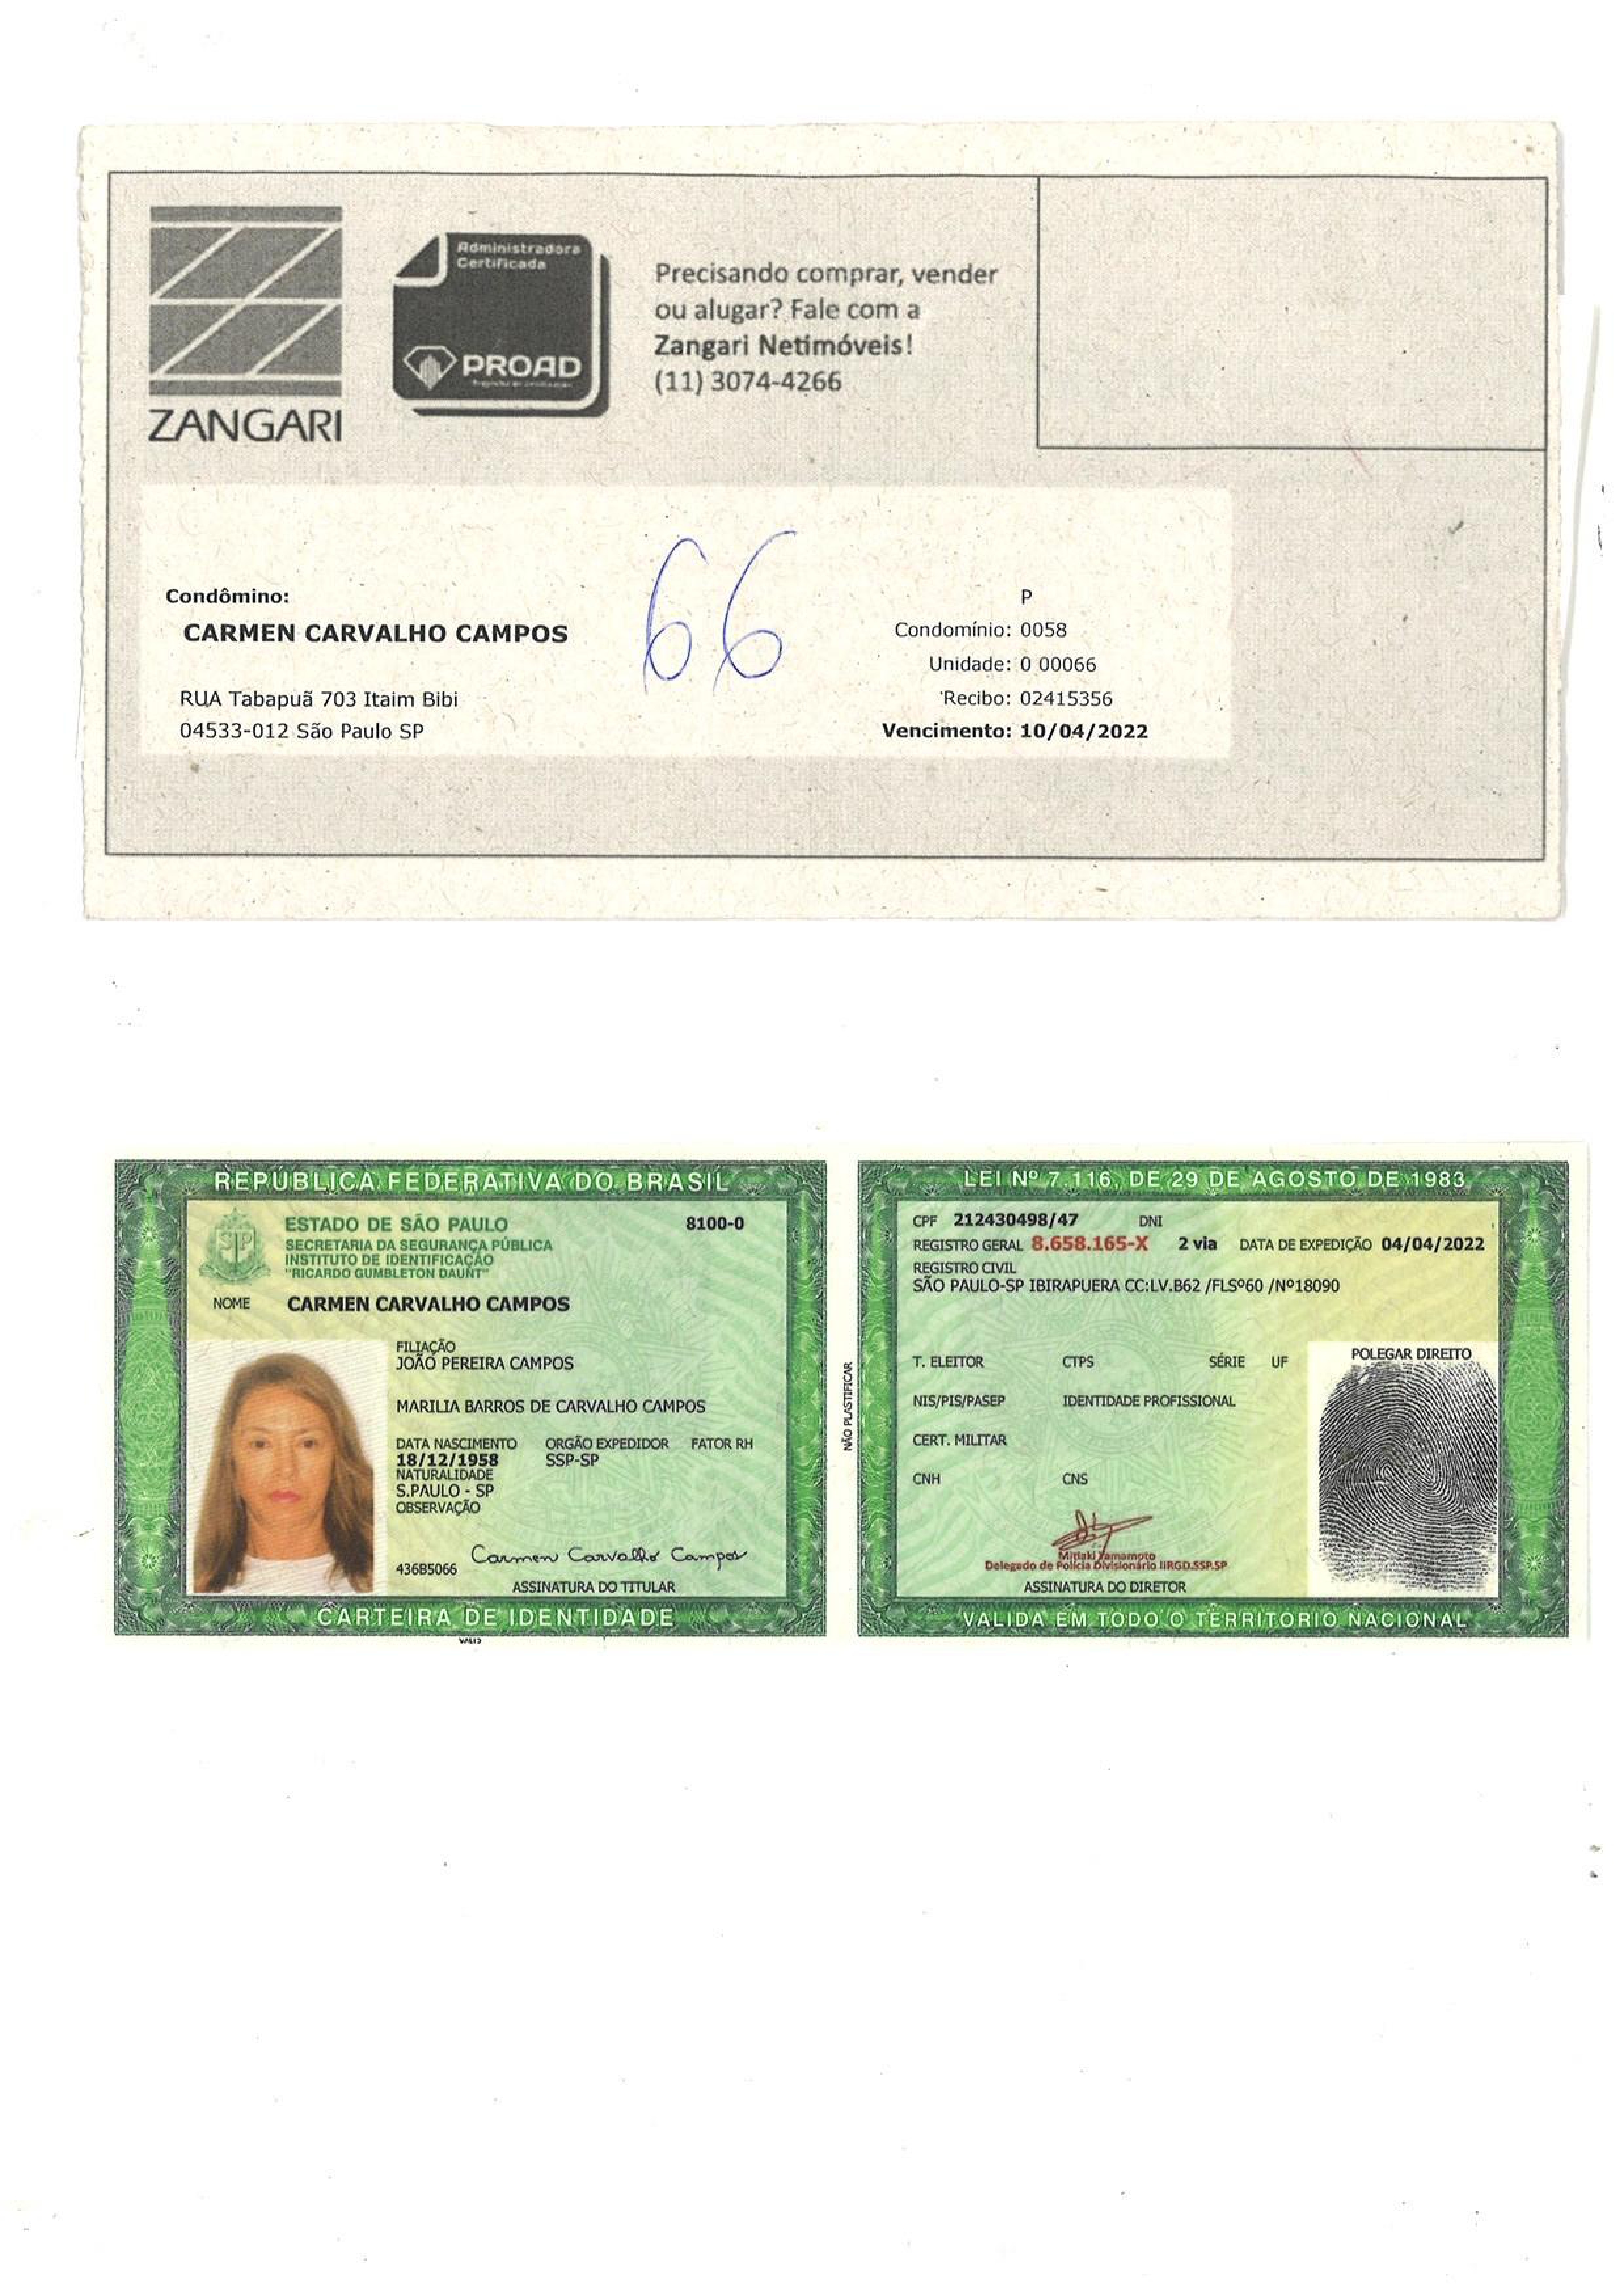 Administradora
Certificada
PROAD
ZANGARI
Precisando comprar, vender
ou alugar? Fale com a
Zangari Netimóveis!
(11) 3074-4266
66
Condômino:
CARMEN CARVALHO CAMPOS
RUA Tabapuã 703 Itaim Bibi
04533-012 São Paulo SP
P
Condomínio: 0058
Unidade: 0 00066
Recibo: 02415356
Vencimento: 10/04/2022
REPÚBLICA FEDERATIVA DO BRASIL
SP
ESTADO DE SÃO PAULO
8100-0
SECRETARIA DA SEGURANÇA PÚBLICA
INSTITUTO DE IDENTIFICAÇÃO
"RICARDO GUMBLETON DAUNT"
NOME CARMEN CARVALHO CAMPOS
FILIAÇÃO
JOÃO PEREIRA CAMPOS
MARILIA BARROS DE CARVALHO CAMPOS
DATA NASCIMENTO ORGÃO EXPEDIDOR FATOR RH
18/12/1958 SSP-SP
NATURALIDADE
S.PAULO - SP
OBSERVAÇÃO
436B5066 Carmen Carvalho Campos
ASSINATURA DO TITULAR
CARTEIRA DE IDENTIDADE
VALID
NÃO PLASTIFICAR
LEI Nº 7.116, DE 29 DE AGOSTO DE 1983
CPF 212430498/47 DNI
REGISTRO GERAL 8.658.165-X 2 via DATA DE EXPEDIÇÃO 04/04/2022
REGISTRO CIVIL
SÃO PAULO-SP IBIRAPUERA CC:LV.B62 /FLSº60 /Nº18090
POLEGAR DIREITO
T. ELEITOR CTPS SÉRIE UF
NIS/PIS/PASEP IDENTIDADE PROFISSIONAL
CERT. MILITAR
CNH CNS
Mitiaki Yamamoto
Delegado de Polícia Divisionário IIRGD.SSP.SP
ASSINATURA DO DIRETOR
VALIDA EM TODO O TERRITORIO NACIONAL